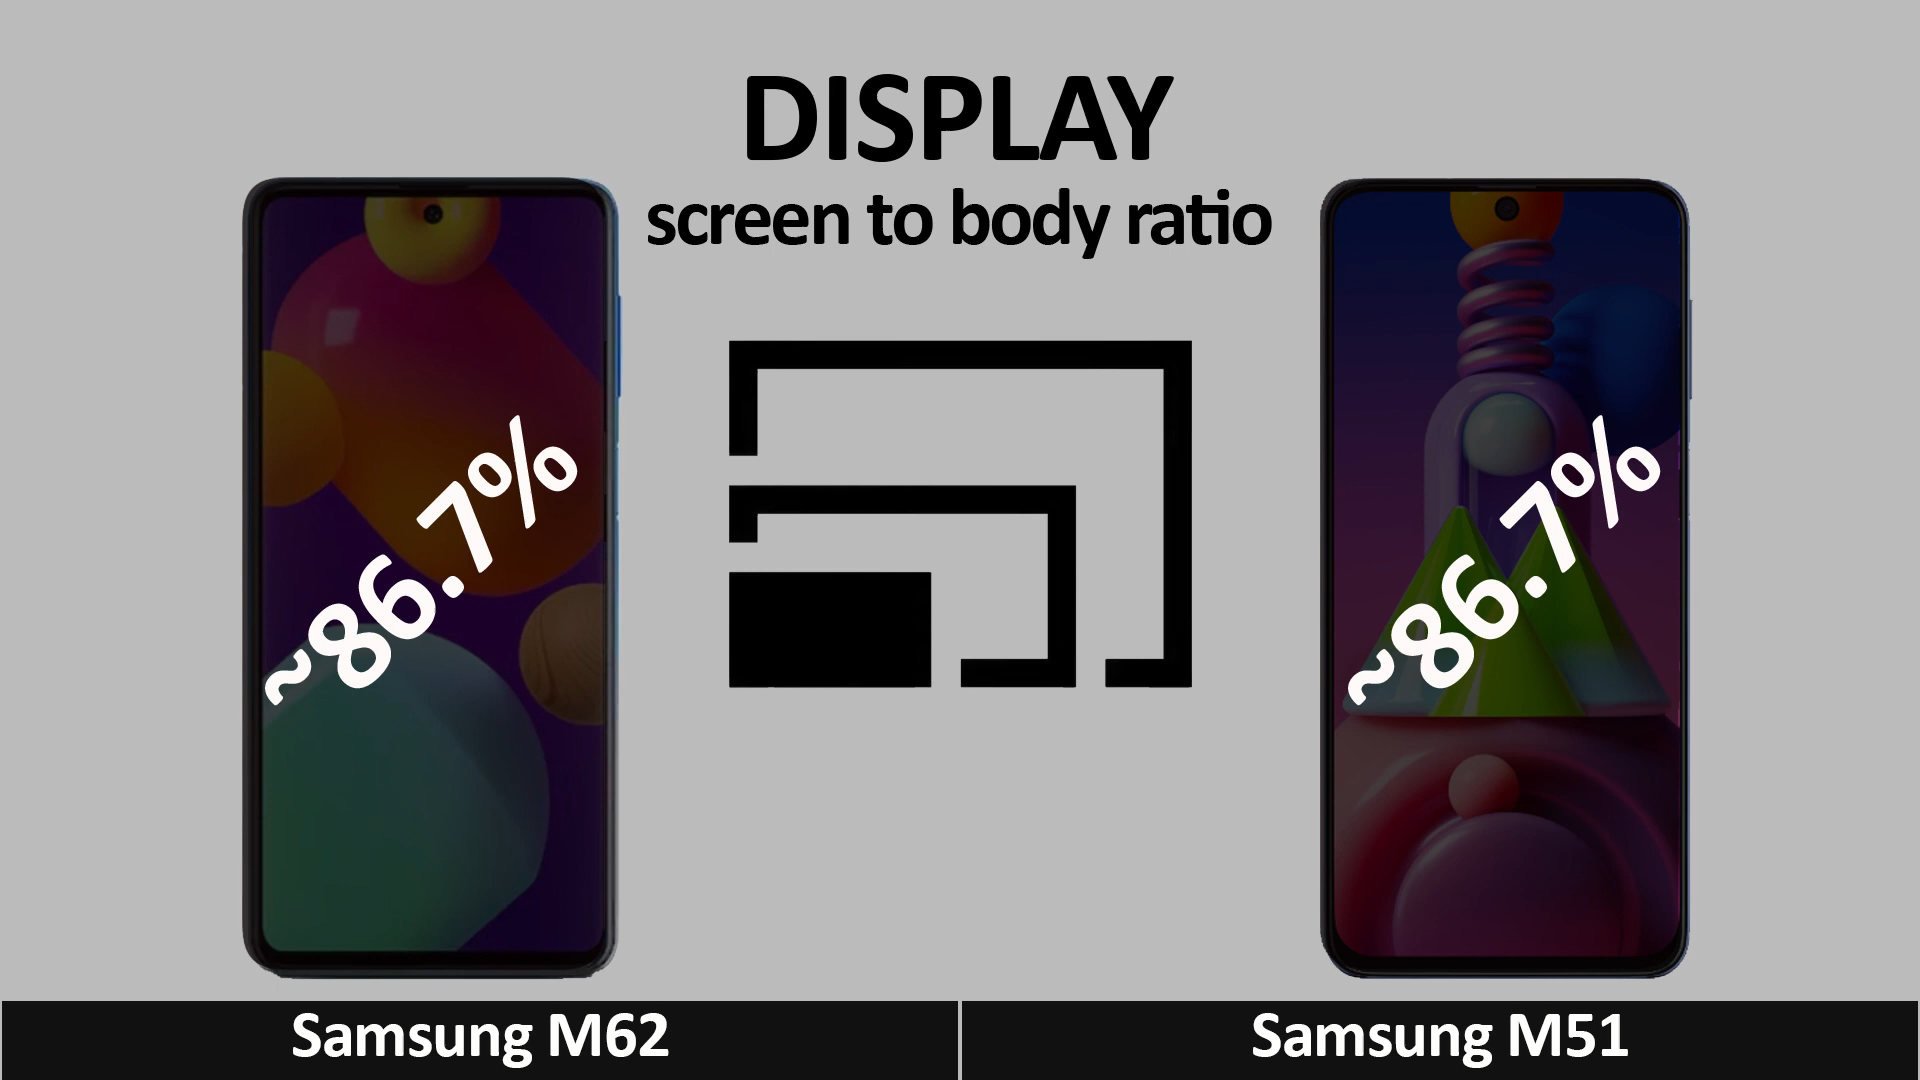 DISPLAY
screen to body ratio
~86.7%
~86.7%
Samsung M62
Samsung M51